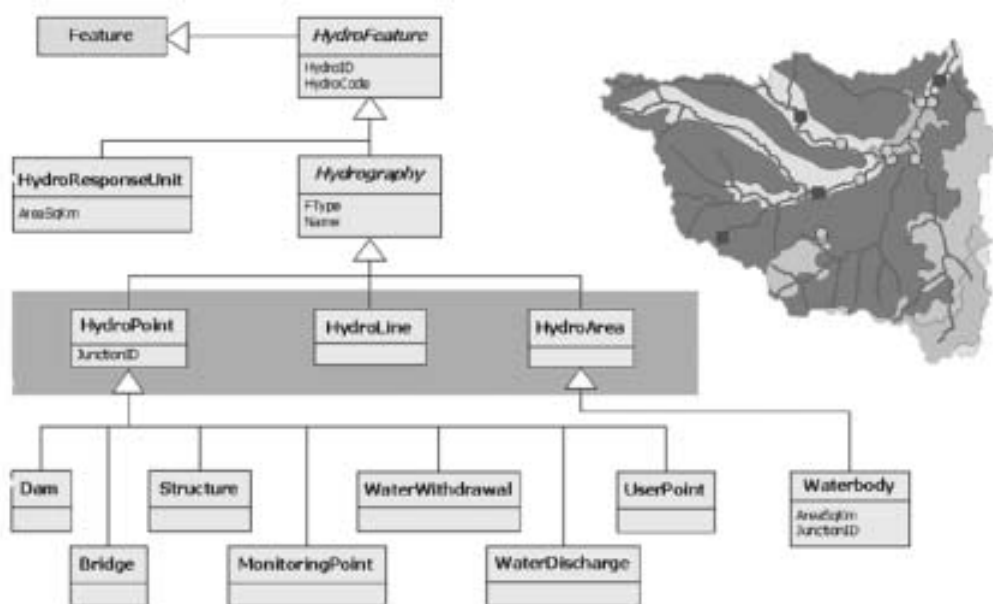 Feature
HydroFeature
HydroID
HydroCode
HydroResponseUnit
AreaSqKm
Hydrography
FType
Name
HydroPoint
JunctionID
HydroLine
HydroArea
Dam
Structure
WaterWithdrawal
UserPoint
Waterbody
AreaSqKm
JunctionID
Bridge
MonitoringPoint
WaterDischarge